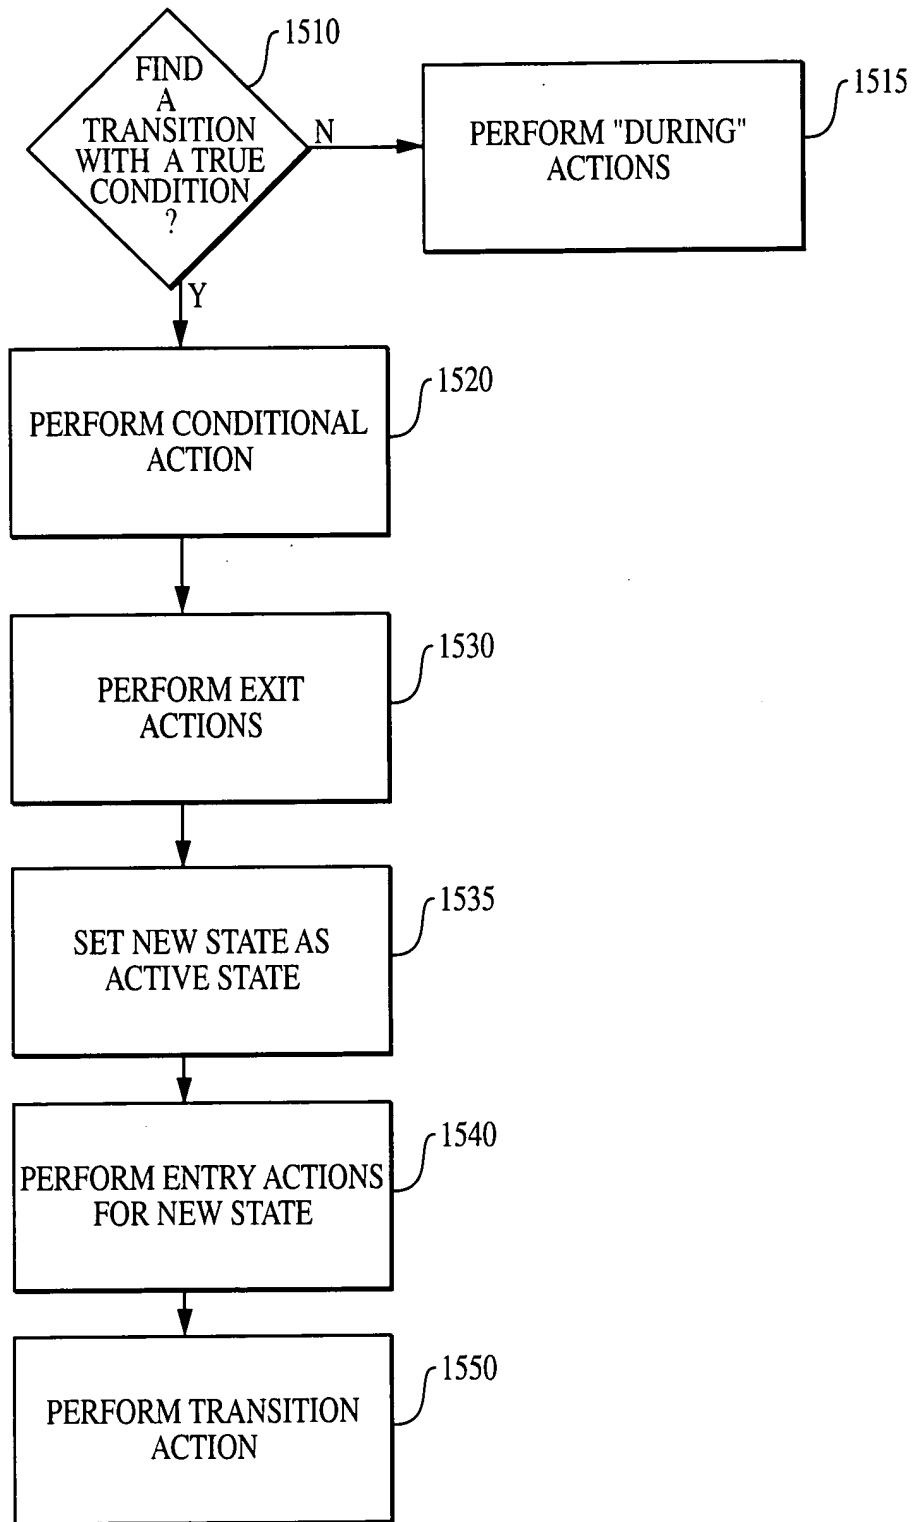 1510
FIND
A
TRANSITION
WITH A TRUE
CONDITION
?
N
1515
PERFORM "DURING"
ACTIONS
Y
1520
PERFORM CONDITIONAL
ACTION
1530
PERFORM EXIT
ACTIONS
1535
SET NEW STATE AS
ACTIVE STATE
1540
PERFORM ENTRY ACTIONS
FOR NEW STATE
1550
PERFORM TRANSITION
ACTION